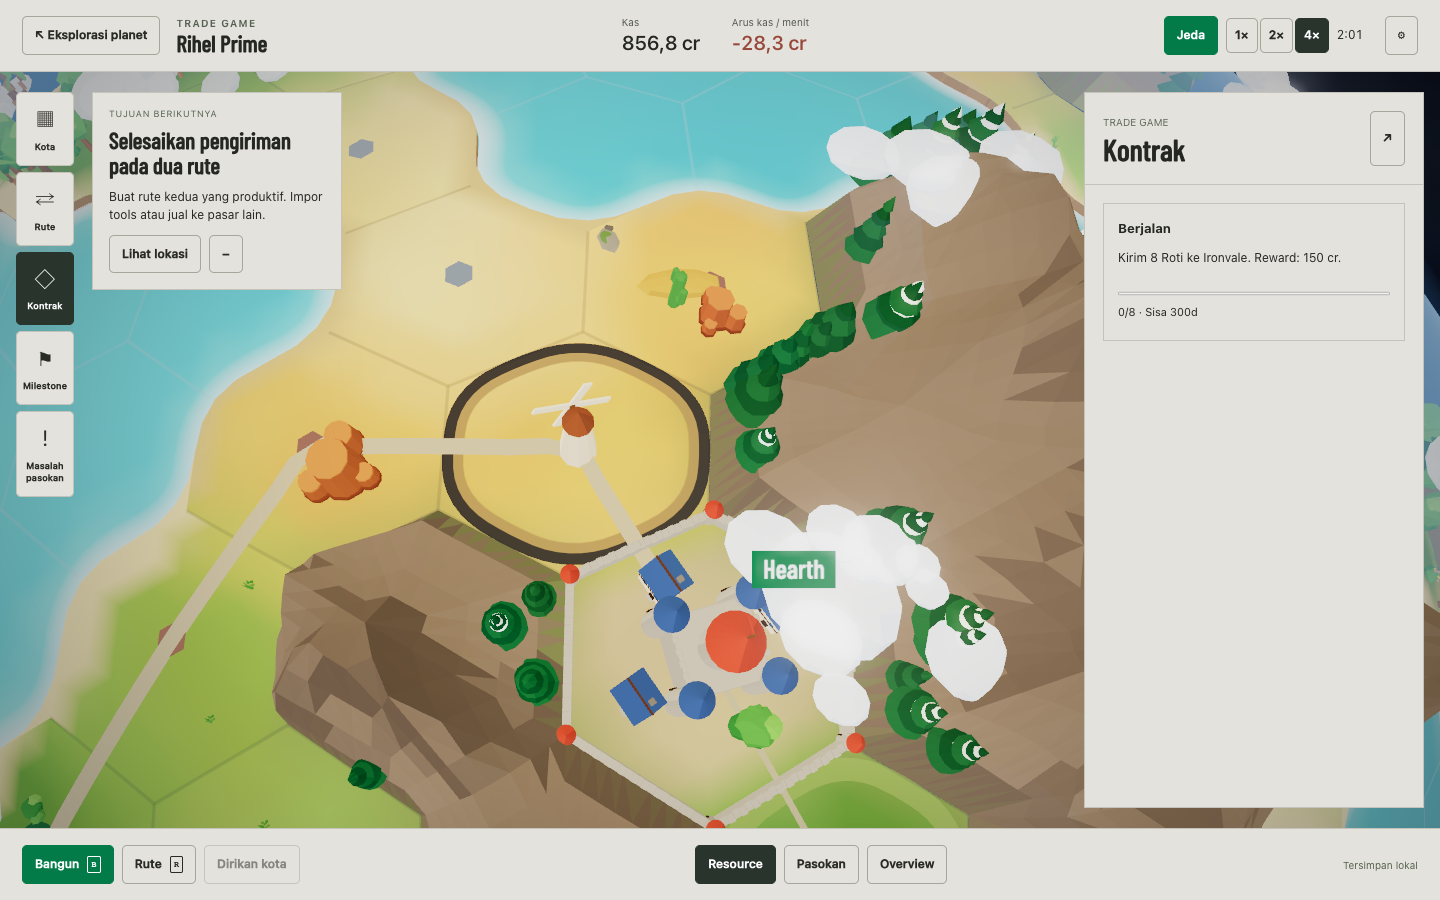 Eksplorasi planet
TRADE GAME
Rihel Prime
Kas
856,8 cr
Arus kas / menit
-28,3 cr
Jeda
1×
2×
4×
2:01
Kota
Rute
Kontrak
Milestone
!
Masalah
pasokan
TUJUAN BERIKUTNYA
Selesaikan pengiriman
pada dua rute
Buat rute kedua yang produktif. Impor
tools atau jual ke pasar lain.
Lihat lokasi
–
Hearth
TRADE GAME
Kontrak
Berjalan
Kirim 8 Roti ke Ironvale. Reward: 150 cr.
0/8 · Sisa 300d
Bangun B
Rute R
Dirikan kota
Resource
Pasokan
Overview
Tersimpan lokal